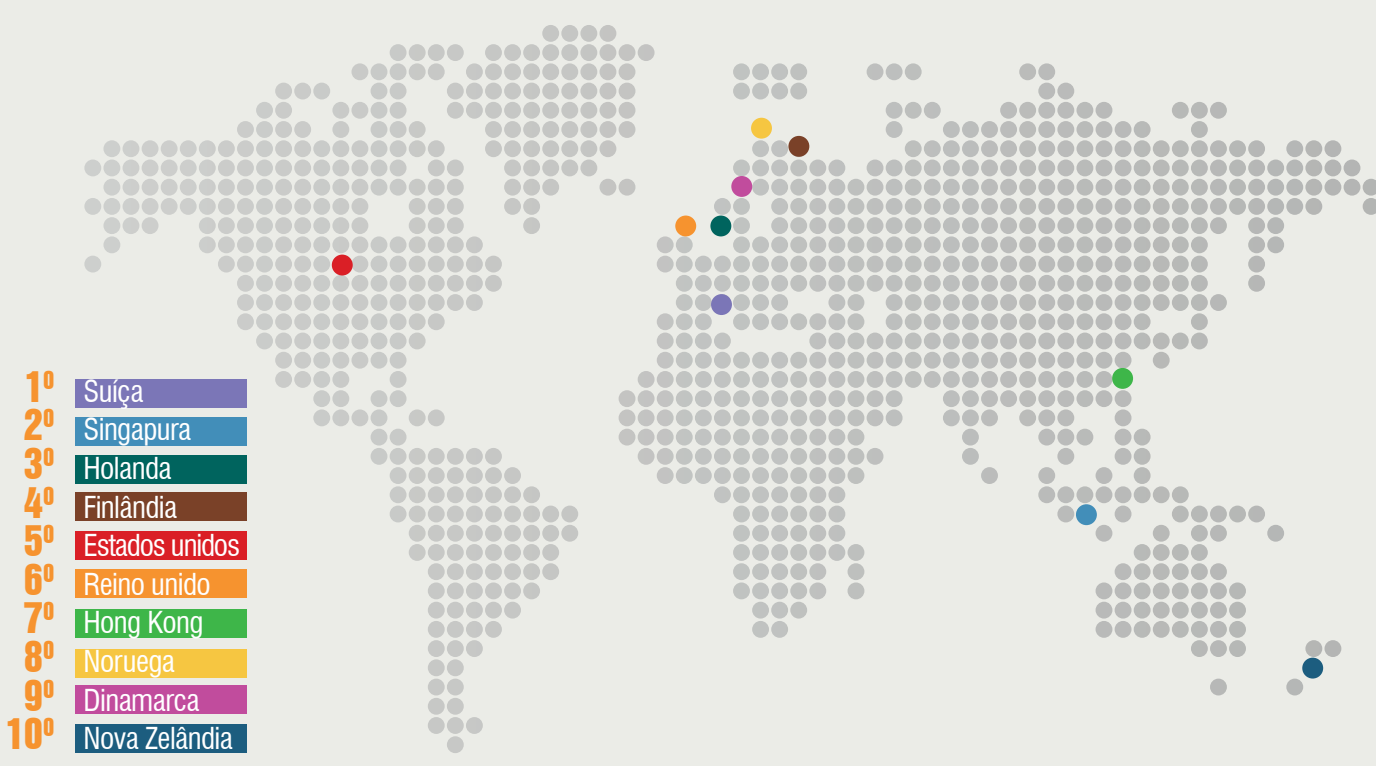 1º Suíça
2º Singapura
3º Holanda
4º Finlândia
5º Estados unidos
6º Reino unido
7º Hong Kong
8º Noruega
9º Dinamarca
10º Nova Zelândia